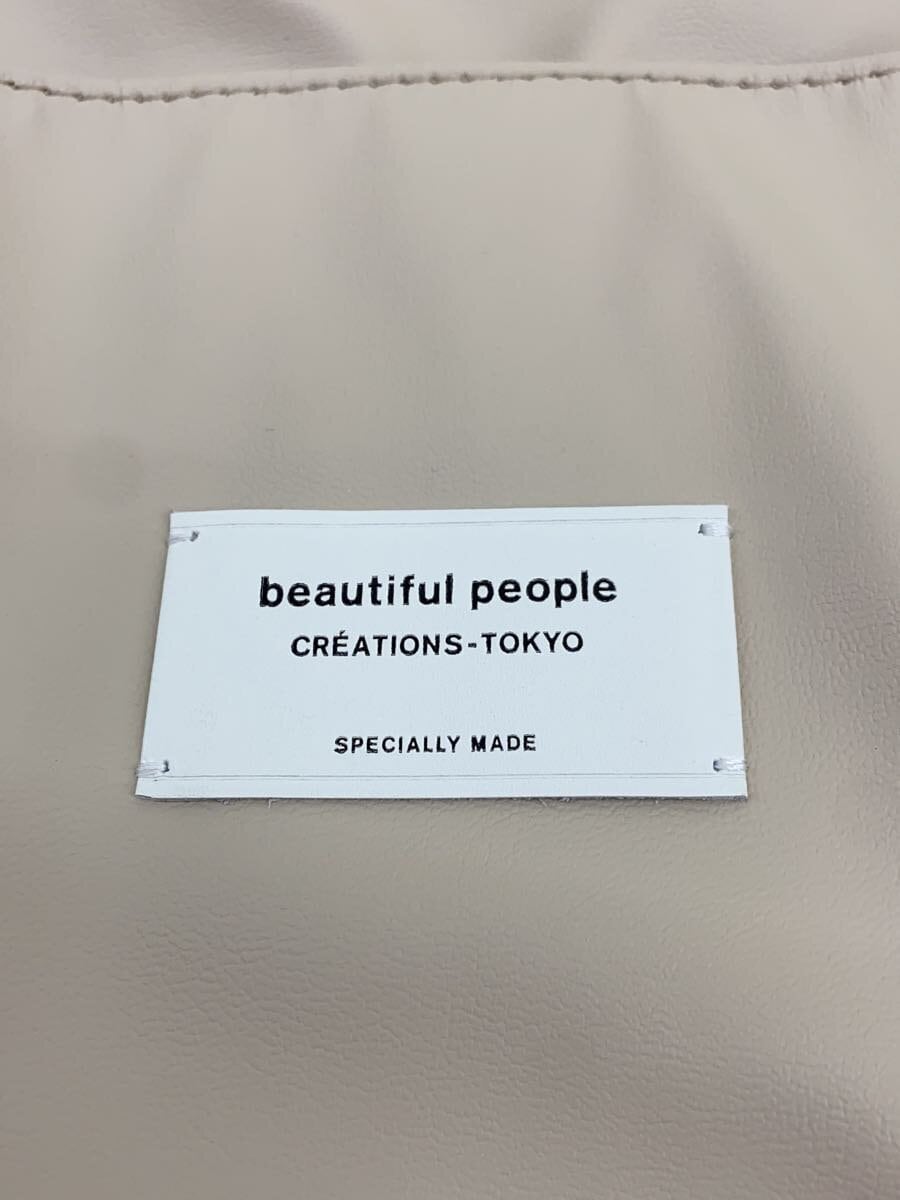 beautiful people
CRÉATIONS-TOKYO
SPECIALLY MADE